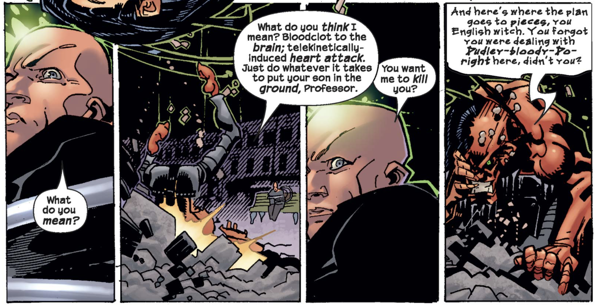 What
do you
mean?
What do you think I
mean? Bloodclot to the
brain; telekinetically-
induced heart attack.
Just do whatever it takes
to put your son in the
ground, Professor.
You want
me to kill
you?
And here's where the plan
goes to pieces, you
English witch. You forgot
you were dealing with
Pudier-bloody-Po-
right here, didn't you?